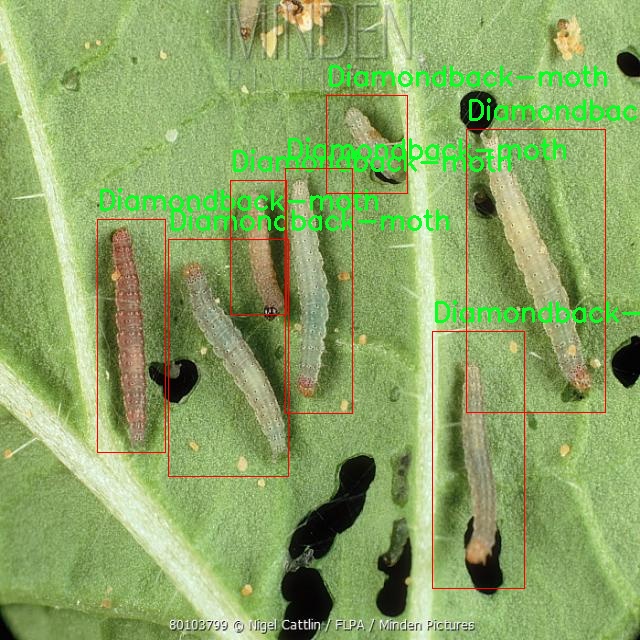 MINDEN
PICTURES
Diamondback-moth
Diamondbac
Diamondback-moth
Diamondback-moth
Diamondback-moth
Diamondback-moth
Diamondback-
80103799 © Nigel Cattlin / FLPA / Minden Pictures